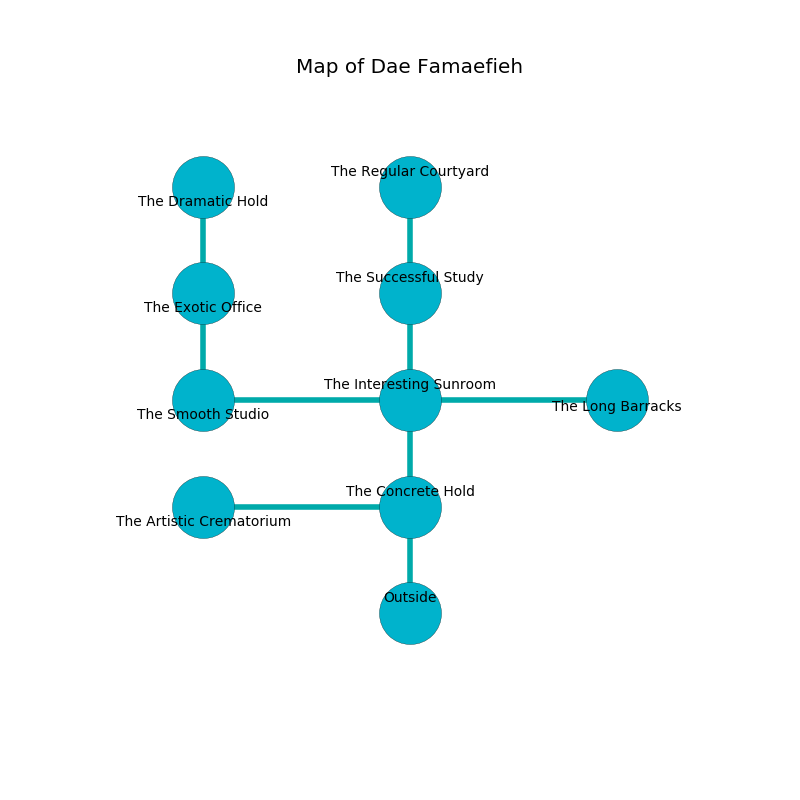 Map of Dae Famaefieh
The Regular Courtyard
The Dramatic Hold
The Successful Study
The Exotic Office
The Interesting Sunroom
The Long Barracks
The Smooth Studio
The Concrete Hold
The Artistic Crematorium
Outside